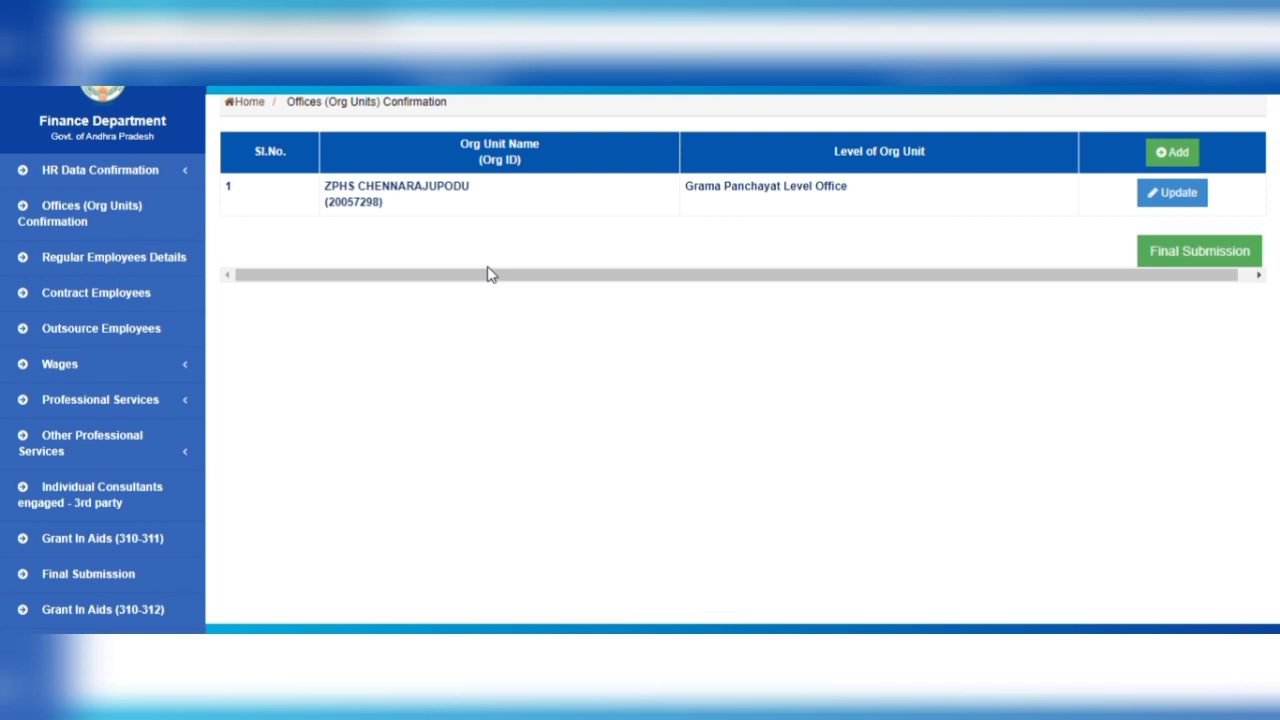 Finance Department
Govt. of Andhra Pradesh
HR Data Confirmation
Offices (Org Units)
Confirmation
Regular Employees Details
Contract Employees
Outsource Employees
Wages
Professional Services
Other Professional
Services
Individual Consultants
engaged - 3rd party
Grant In Aids (310-311)
Final Submission
Grant In Aids (310-312)
Home / Offices (Org Units) Confirmation
Sl.No.
Org Unit Name
(Org ID)
Level of Org Unit
Add
1
ZPHS CHENNARAJUPODU
(20057298)
Grama Panchayat Level Office
Update
Final Submission